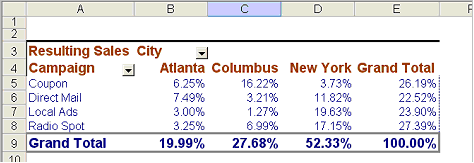 A B C D E
1
2
3 Resulting Sales City
4 Campaign Atlanta Columbus New York Grand Total
5 Coupon 6.25% 16.22% 3.73% 26.19%
6 Direct Mail 7.49% 3.21% 11.82% 22.52%
7 Local Ads 3.00% 1.27% 19.63% 23.90%
8 Radio Spot 3.25% 6.99% 17.15% 27.39%
9 Grand Total 19.99% 27.68% 52.33% 100.00%
10